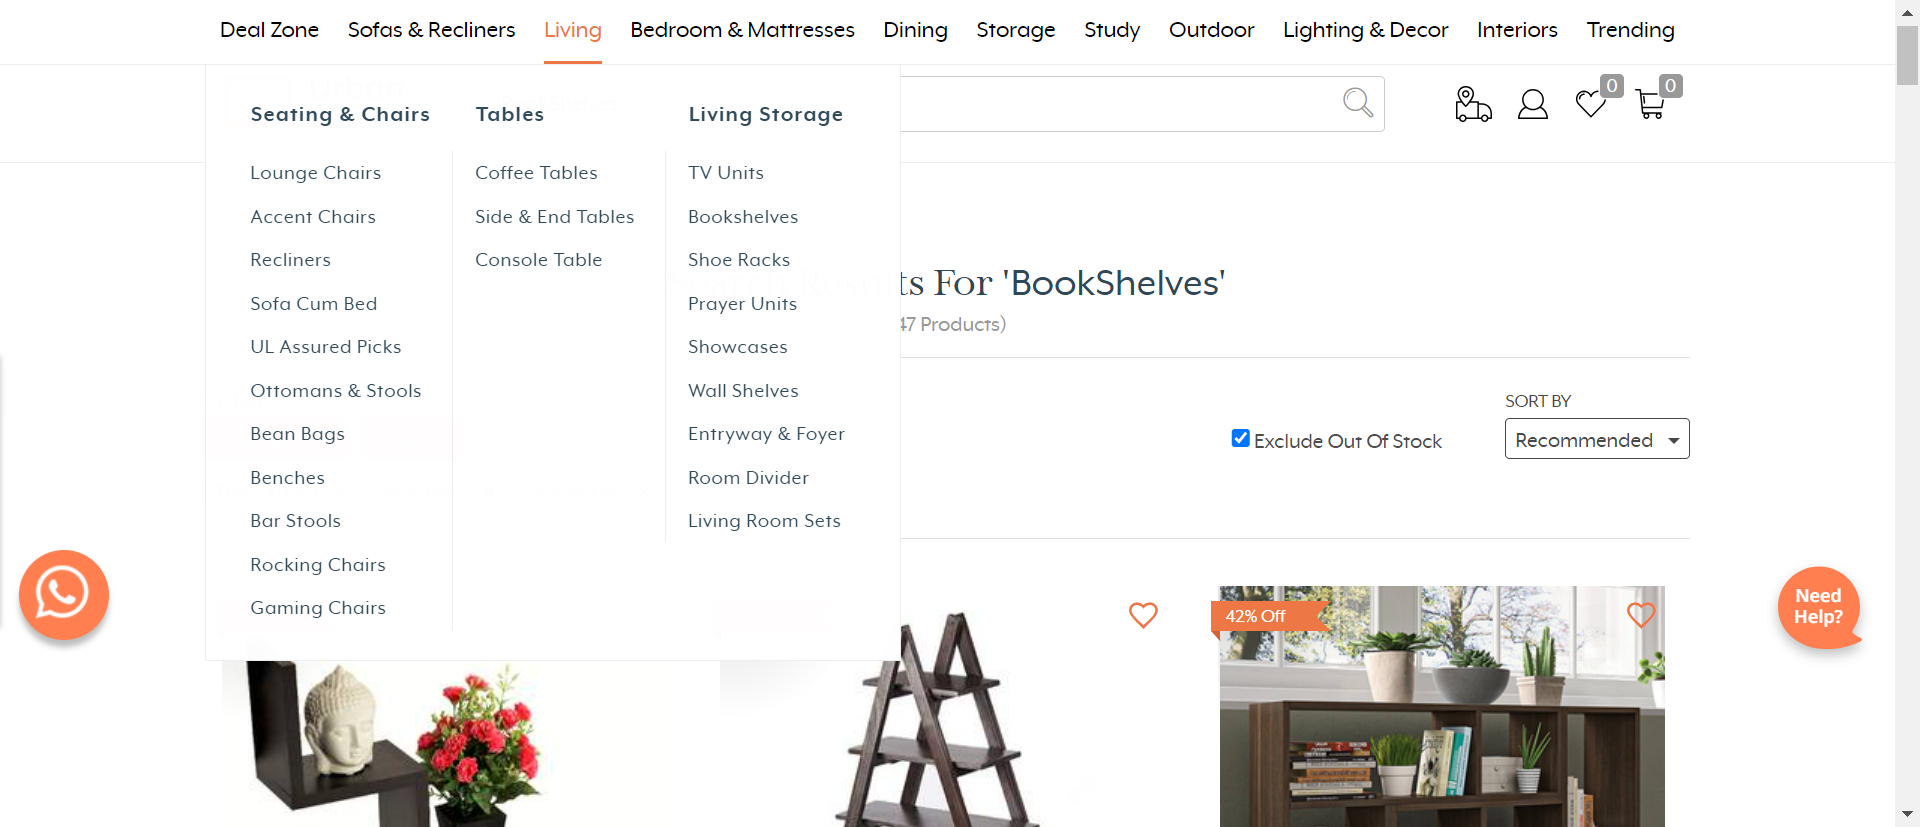 Deal Zone Sofas & Recliners Living Bedroom & Mattresses Dining Storage Study Outdoor Lighting & Decor Interiors Trending
0 0
Seating & Chairs
Lounge Chairs
Accent Chairs
Recliners
Sofa Cum Bed
UL Assured Picks
Ottomans & Stools
Bean Bags
Benches
Bar Stools
Rocking Chairs
Gaming Chairs
Tables
Coffee Tables
Side & End Tables
Console Table
Living Storage
TV Units
Bookshelves
Shoe Racks
Prayer Units
Showcases
Wall Shelves
Entryway & Foyer
Room Divider
Living Room Sets
For 'BookShelves'
47 Products)
Exclude Out Of Stock
SORT BY
Recommended
42% Off
Need
Help?